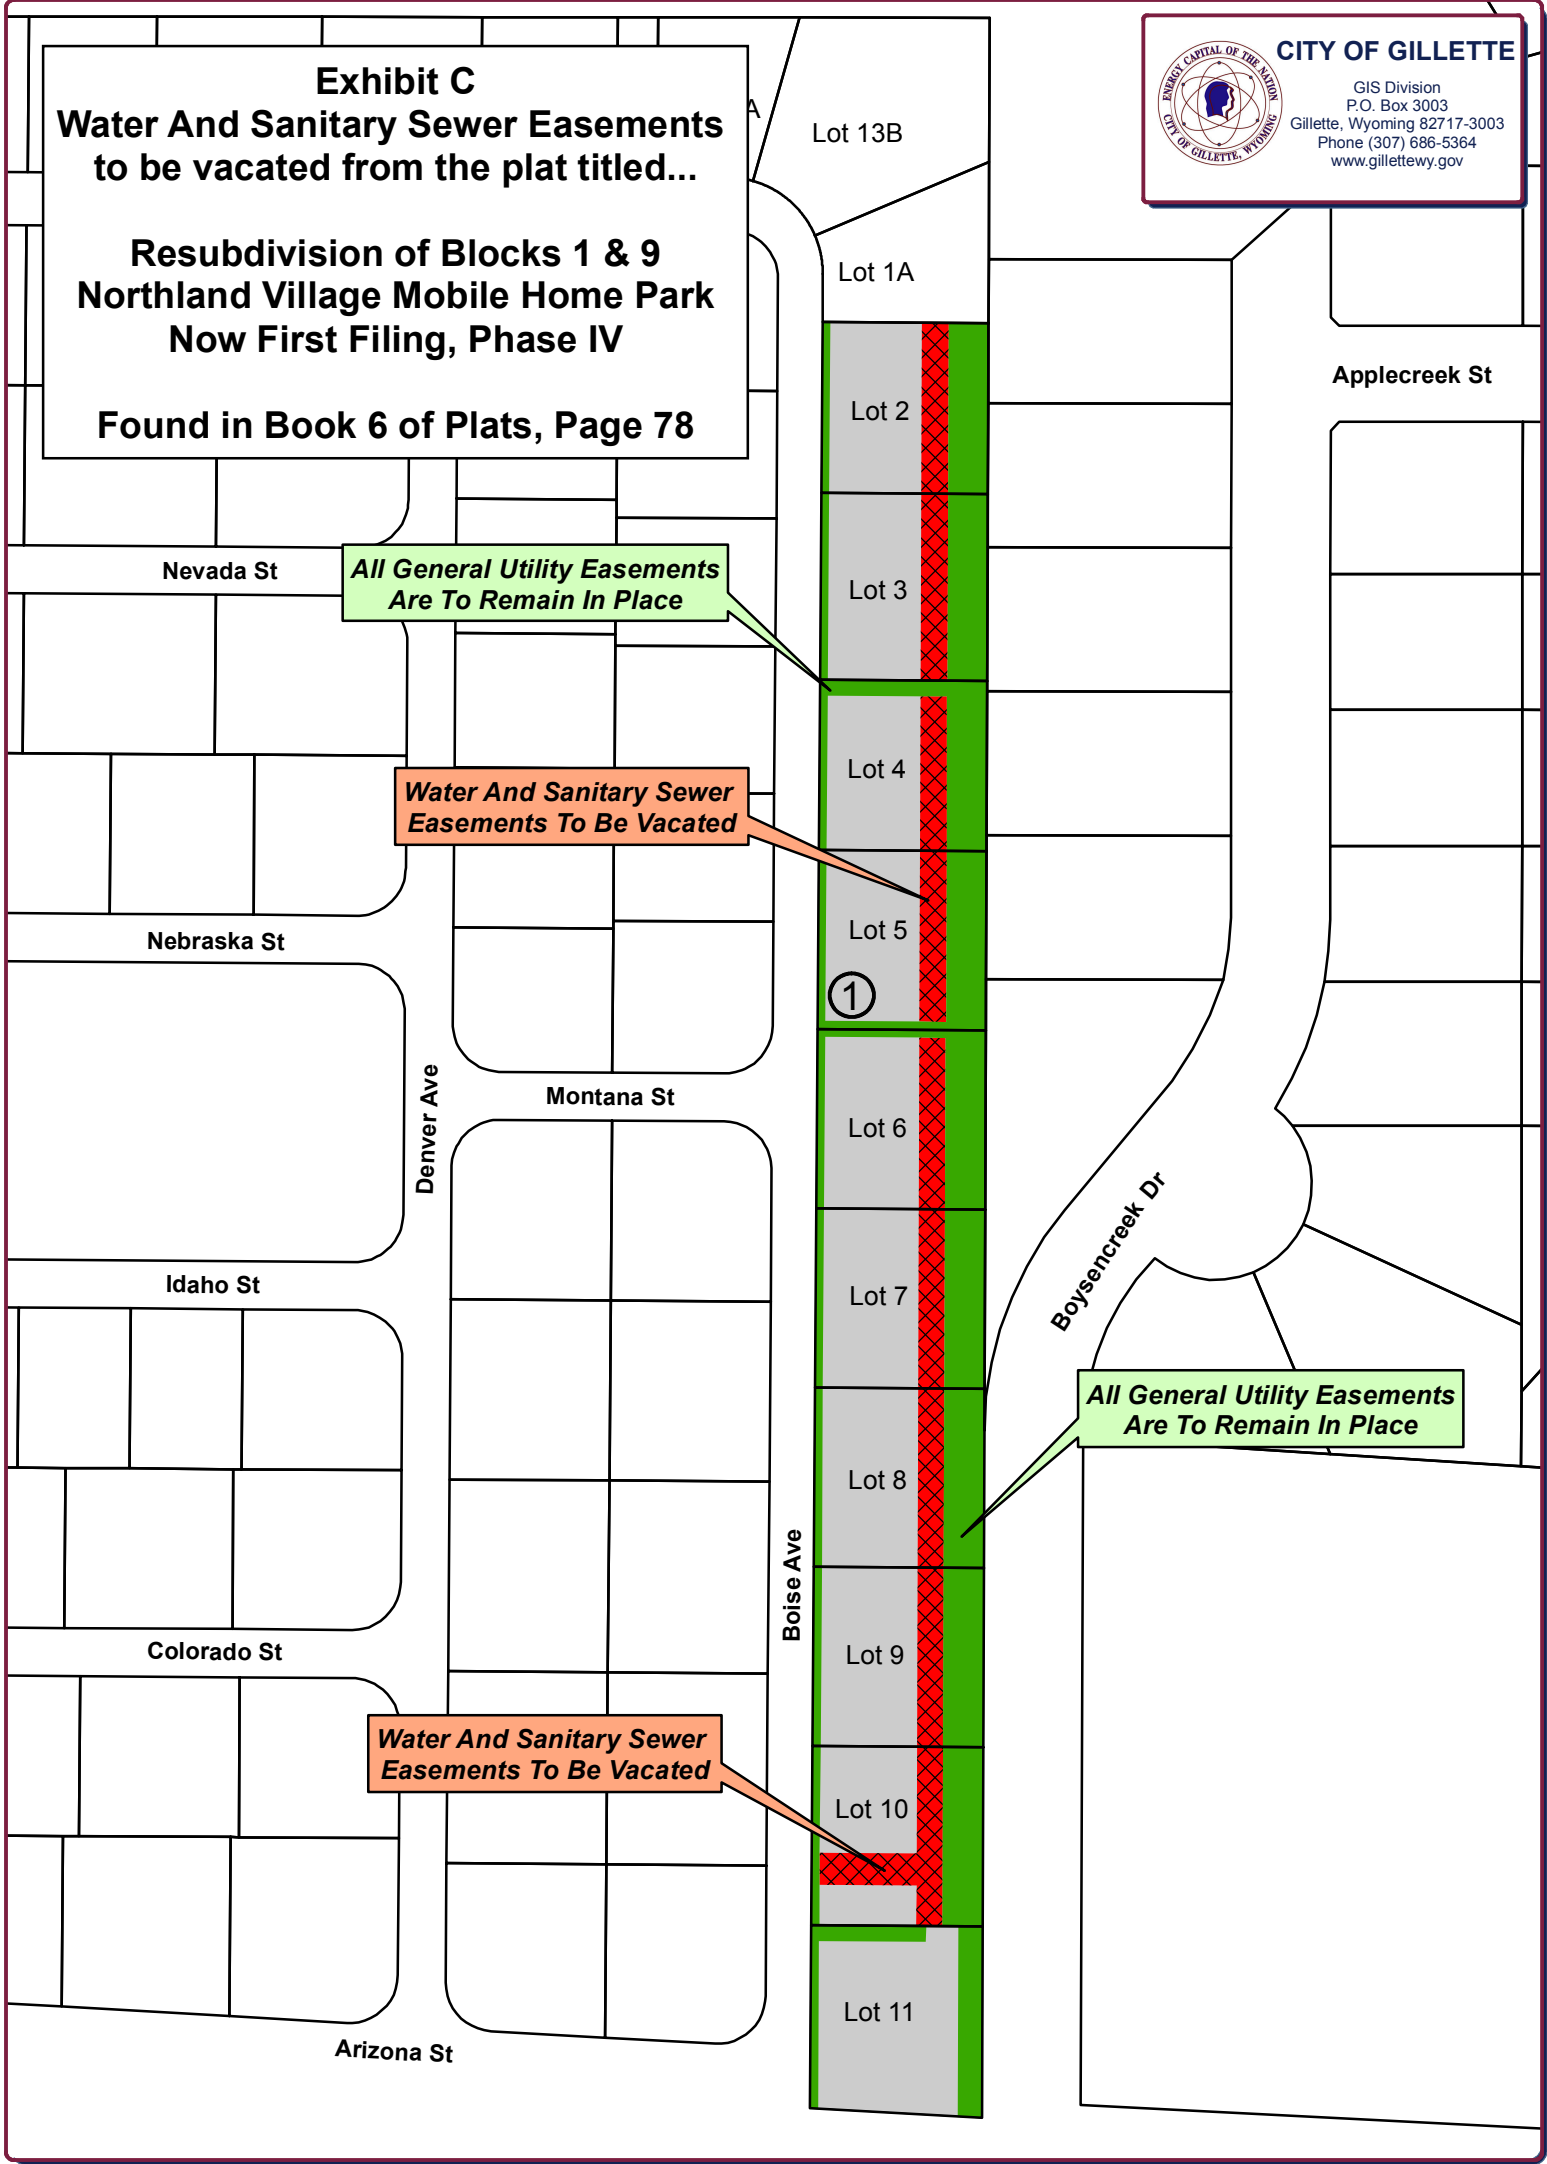 Exhibit C
Water And Sanitary Sewer Easements
to be vacated from the plat titled...
Resubdivision of Blocks 1 & 9
Northland Village Mobile Home Park
Now First Filing, Phase IV
Found in Book 6 of Plats, Page 78
ENERGY CAPITAL OF THE NATION
CITY OF GILLETTE, WYOMING
CITY OF GILLETTE
GIS Division
P.O. Box 3003
Gillette, Wyoming 82717-3003
Phone (307) 686-5364
www.gillettewy.gov
A
Lot 13B
Lot 1A
Applecreek St
Lot 2
Nevada St
All General Utility Easements
Are To Remain In Place
Lot 3
Lot 4
Water And Sanitary Sewer
Easements To Be Vacated
Lot 5
Nebraska St
1
Denver Ave
Montana St
Lot 6
Boysencreek Dr
Idaho St
Lot 7
All General Utility Easements
Are To Remain In Place
Lot 8
Boise Ave
Colorado St
Lot 9
Water And Sanitary Sewer
Easements To Be Vacated
Lot 10
Lot 11
Arizona St